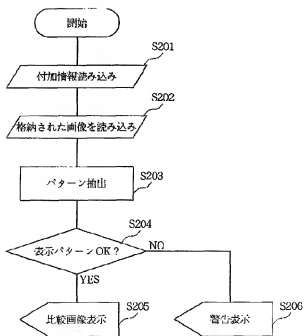 開始
S201
付加情報読み込み
S202
格納された画像を読み込み
S203
パターン抽出
S204
表示パターンOK?
NO
YES
S205
比較画像表示
S206
警告表示